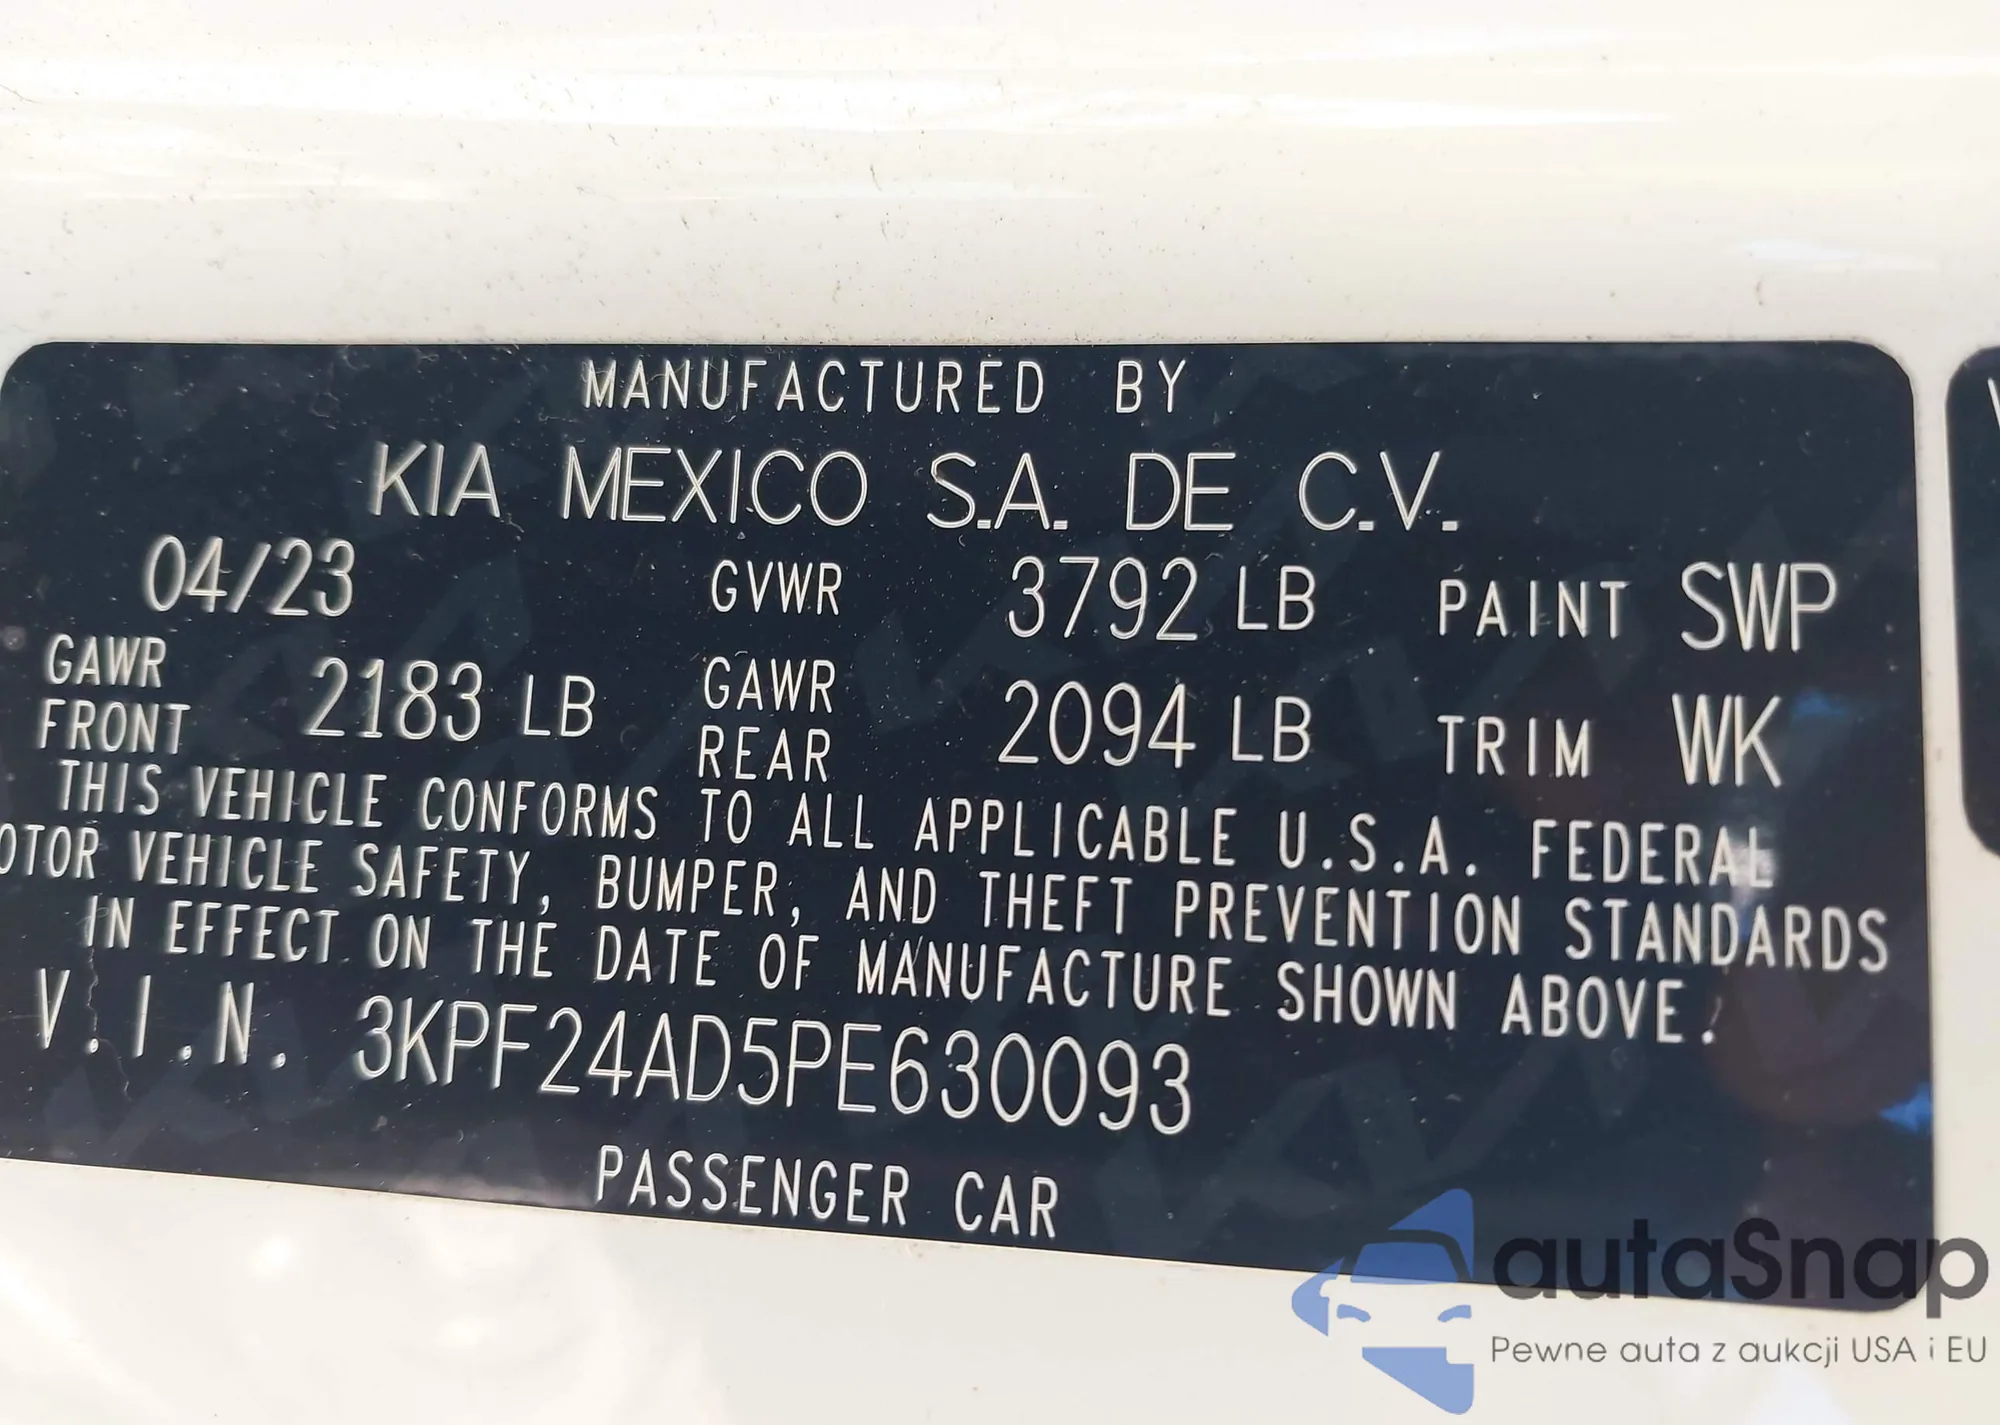 MANUFACTURED BY
KIA MEXICO S.A. DE C.V.
04/23 GVWR 3792 LB PAINT SWP
GAWR FRONT 2183 LB GAWR REAR 2094 LB TRIM WK
THIS VEHICLE CONFORMS TO ALL APPLICABLE U.S.A. FEDERAL
OTOR VEHICLE SAFETY, BUMPER, AND THEFT PREVENTION STANDARDS
IN EFFECT ON THE DATE OF MANUFACTURE SHOWN ABOVE.
V.I.N. 3KPF24AD5PE630093
PASSENGER CAR
autaSnap
Pewne auta z aukcji USA i EU